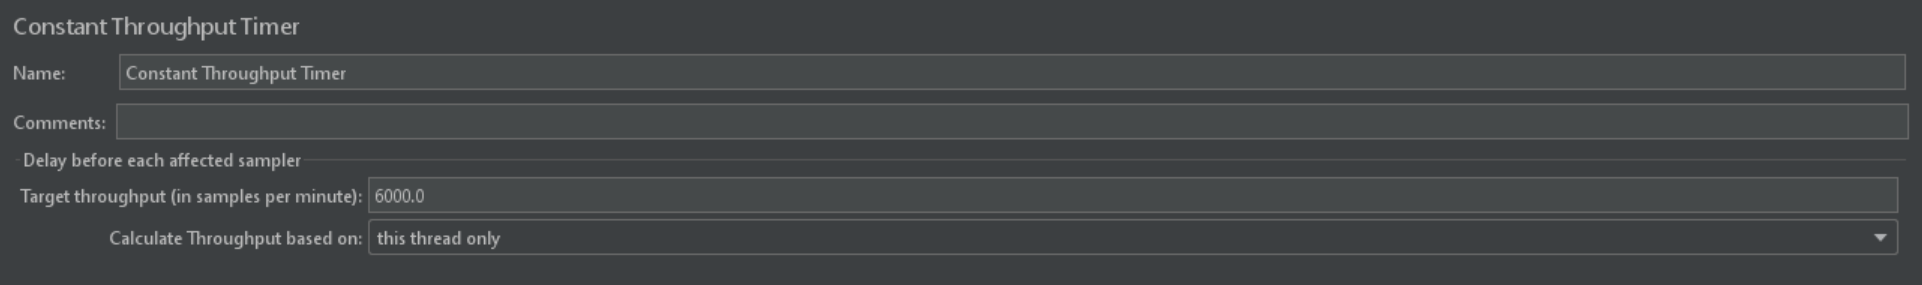 Constant Throughput Timer
Name: Constant Throughput Timer
Comments:
Delay before each affected sampler
Target throughput (in samples per minute): 6000.0
Calculate Throughput based on: this thread only